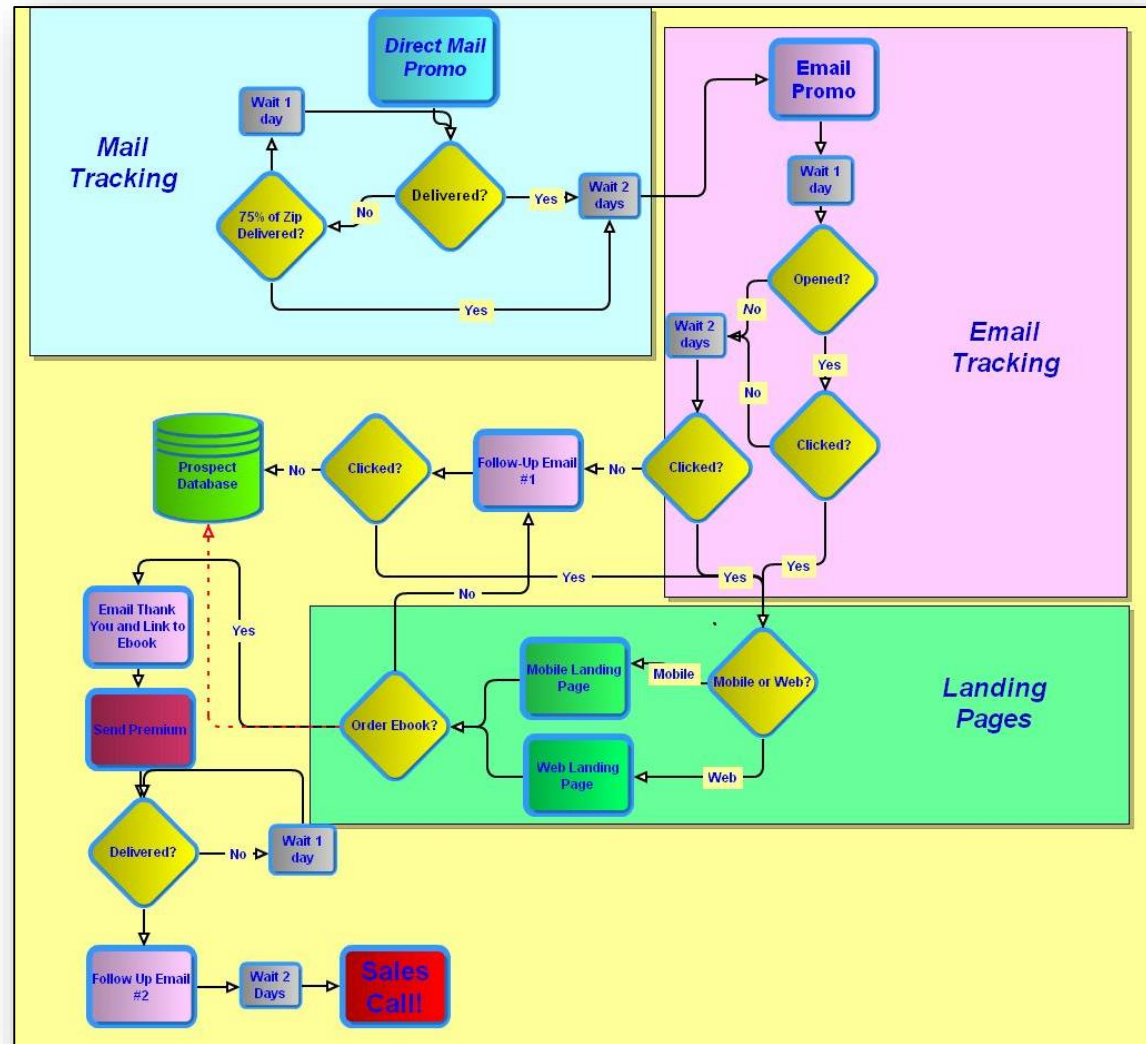 Direct Mail
Promo
Email
Promo
Wait 1
day
Mail
Tracking
Wait 1
day
Wait 2
days
Delivered?
75% of Zip
Delivered?
No
Yes
Yes
Opened?
No
Wait 2
days
Email
Tracking
Yes
No
Clicked?
Prospect
Database
No
Clicked?
Follow-Up Email
#1
No
Clicked?
Yes
Yes
Yes
No
Email Thank
You and Link to
Ebook
Yes
Mobile Landing
Page
Mobile
Mobile or Web?
Landing
Pages
Send Premium
Order Ebook?
Web Landing
Page
Web
Delivered?
No
Wait 1
day
Follow Up Email
#2
Wait 2
Days
Sales
Call!